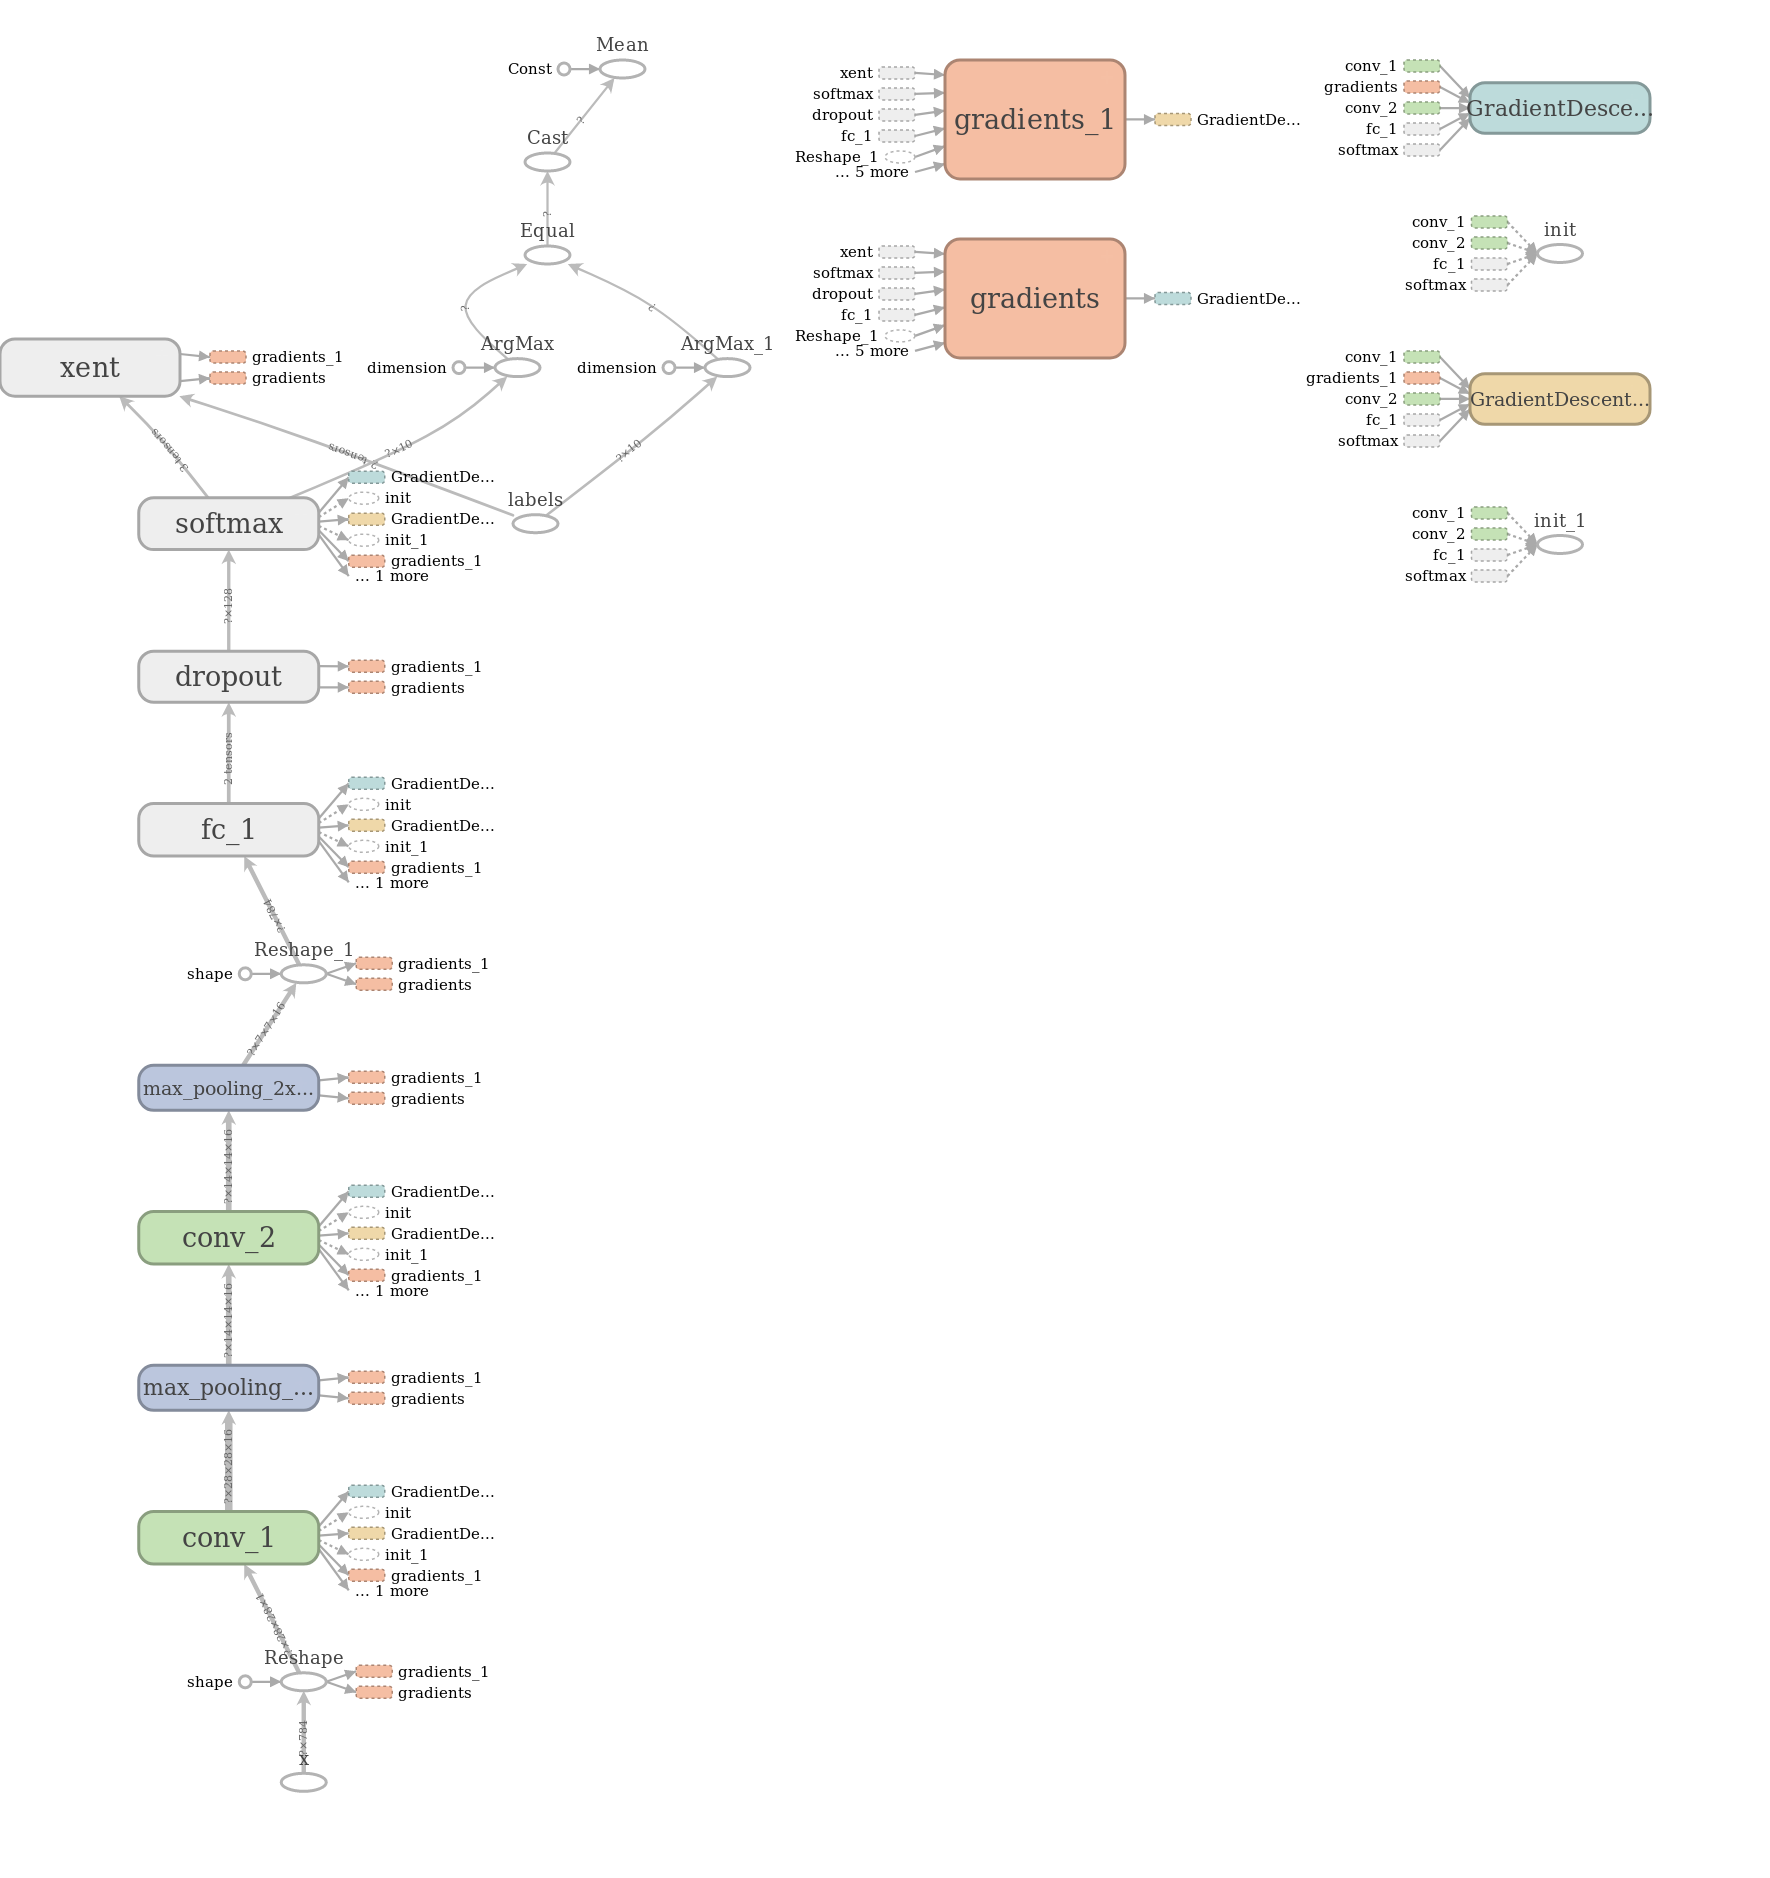 Mean
Const
Cast
?
Equal
?
?
?
ArgMax
ArgMax_1
dimension
dimension
xent
gradients_1
gradients
3 tensors
2 tensors
?×10
?×10
labels
softmax
GradientDe...
init
GradientDe...
init_1
gradients_1
... 1 more
?×128
dropout
gradients_1
gradients
2 tensors
fc_1
GradientDe...
init
GradientDe...
init_1
gradients_1
... 1 more
?×784
Reshape_1
shape
gradients_1
gradients
?×7×7×16
max_pooling_2x...
gradients_1
gradients
?×14×14×16
conv_2
GradientDe...
init
GradientDe...
init_1
gradients_1
... 1 more
?×14×14×16
max_pooling_...
gradients_1
gradients
?×28×28×16
conv_1
GradientDe...
init
GradientDe...
init_1
gradients_1
... 1 more
?×28×28×1
Reshape
shape
gradients_1
gradients
?×784
x
xent
softmax
dropout
fc_1
Reshape_1
... 5 more
gradients_1
GradientDe...
xent
softmax
dropout
fc_1
Reshape_1
... 5 more
gradients
GradientDe...
conv_1
gradients
conv_2
fc_1
softmax
GradientDesce...
conv_1
conv_2
fc_1
softmax
init
conv_1
gradients_1
conv_2
fc_1
softmax
GradientDescent...
conv_1
conv_2
fc_1
softmax
init_1